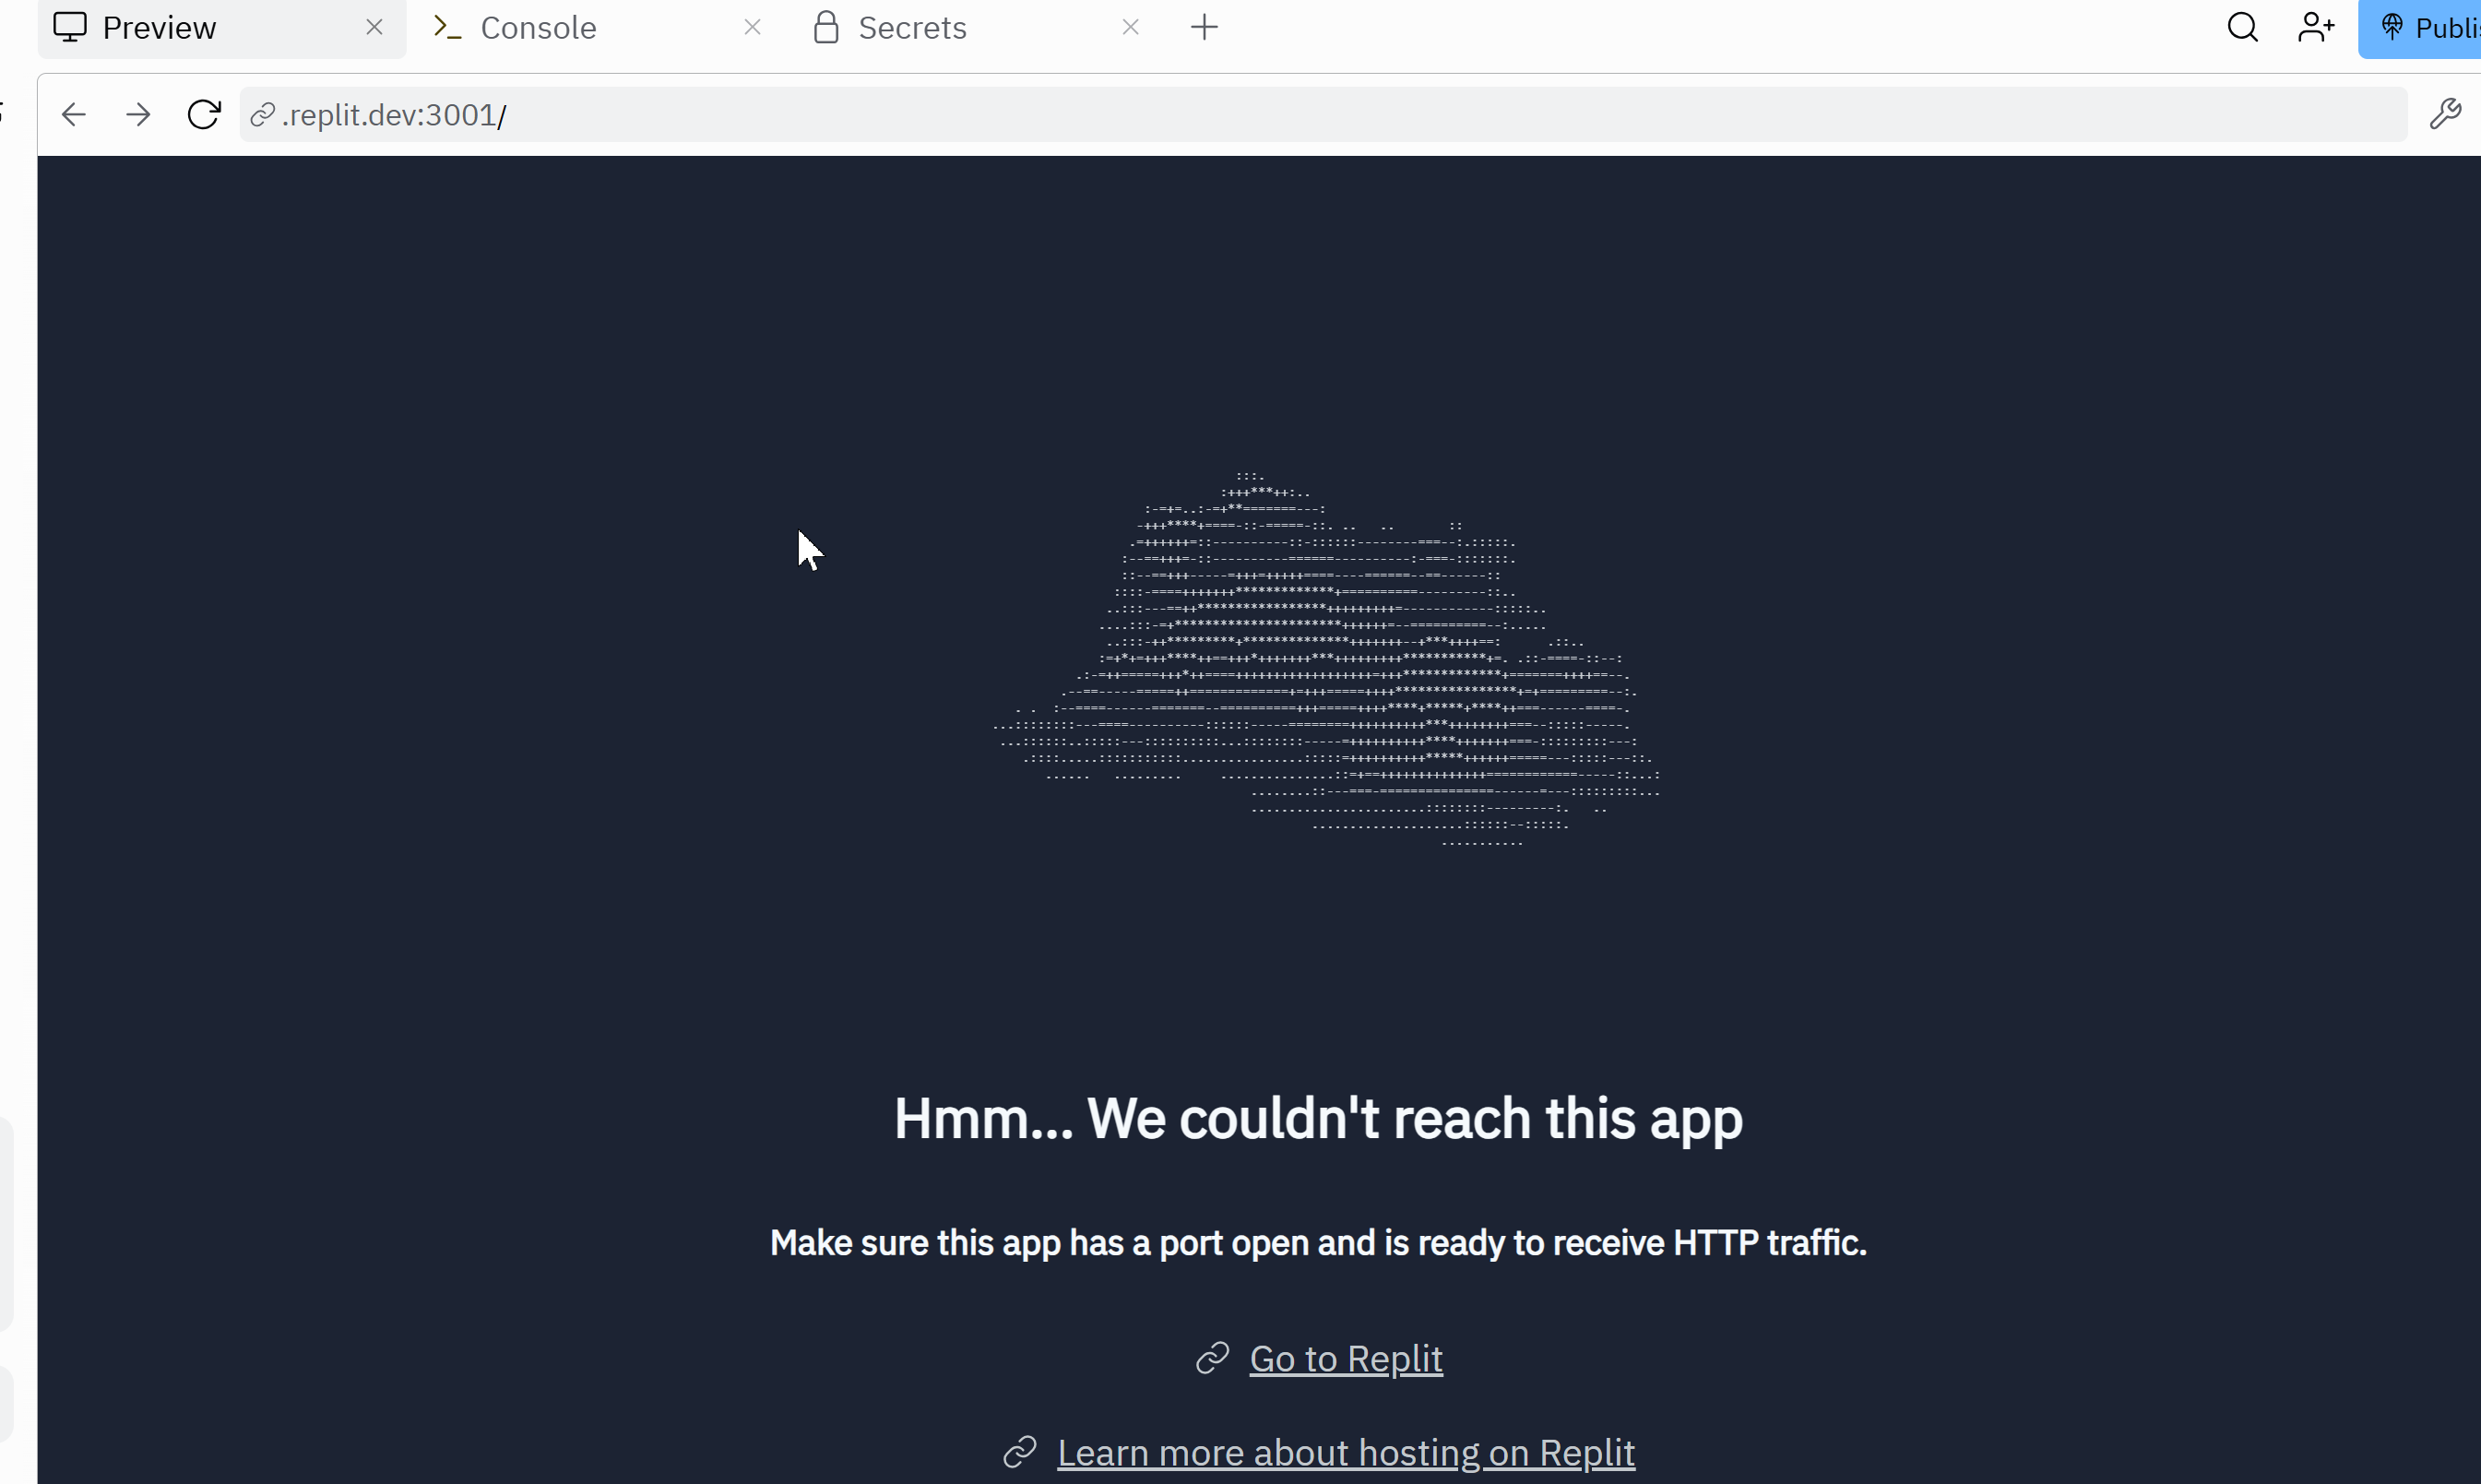 Preview
Console
Secrets
.replit.dev:3001/
Hmm... We couldn't reach this app
Make sure this app has a port open and is ready to receive HTTP traffic.
Go to Replit
Learn more about hosting on Replit